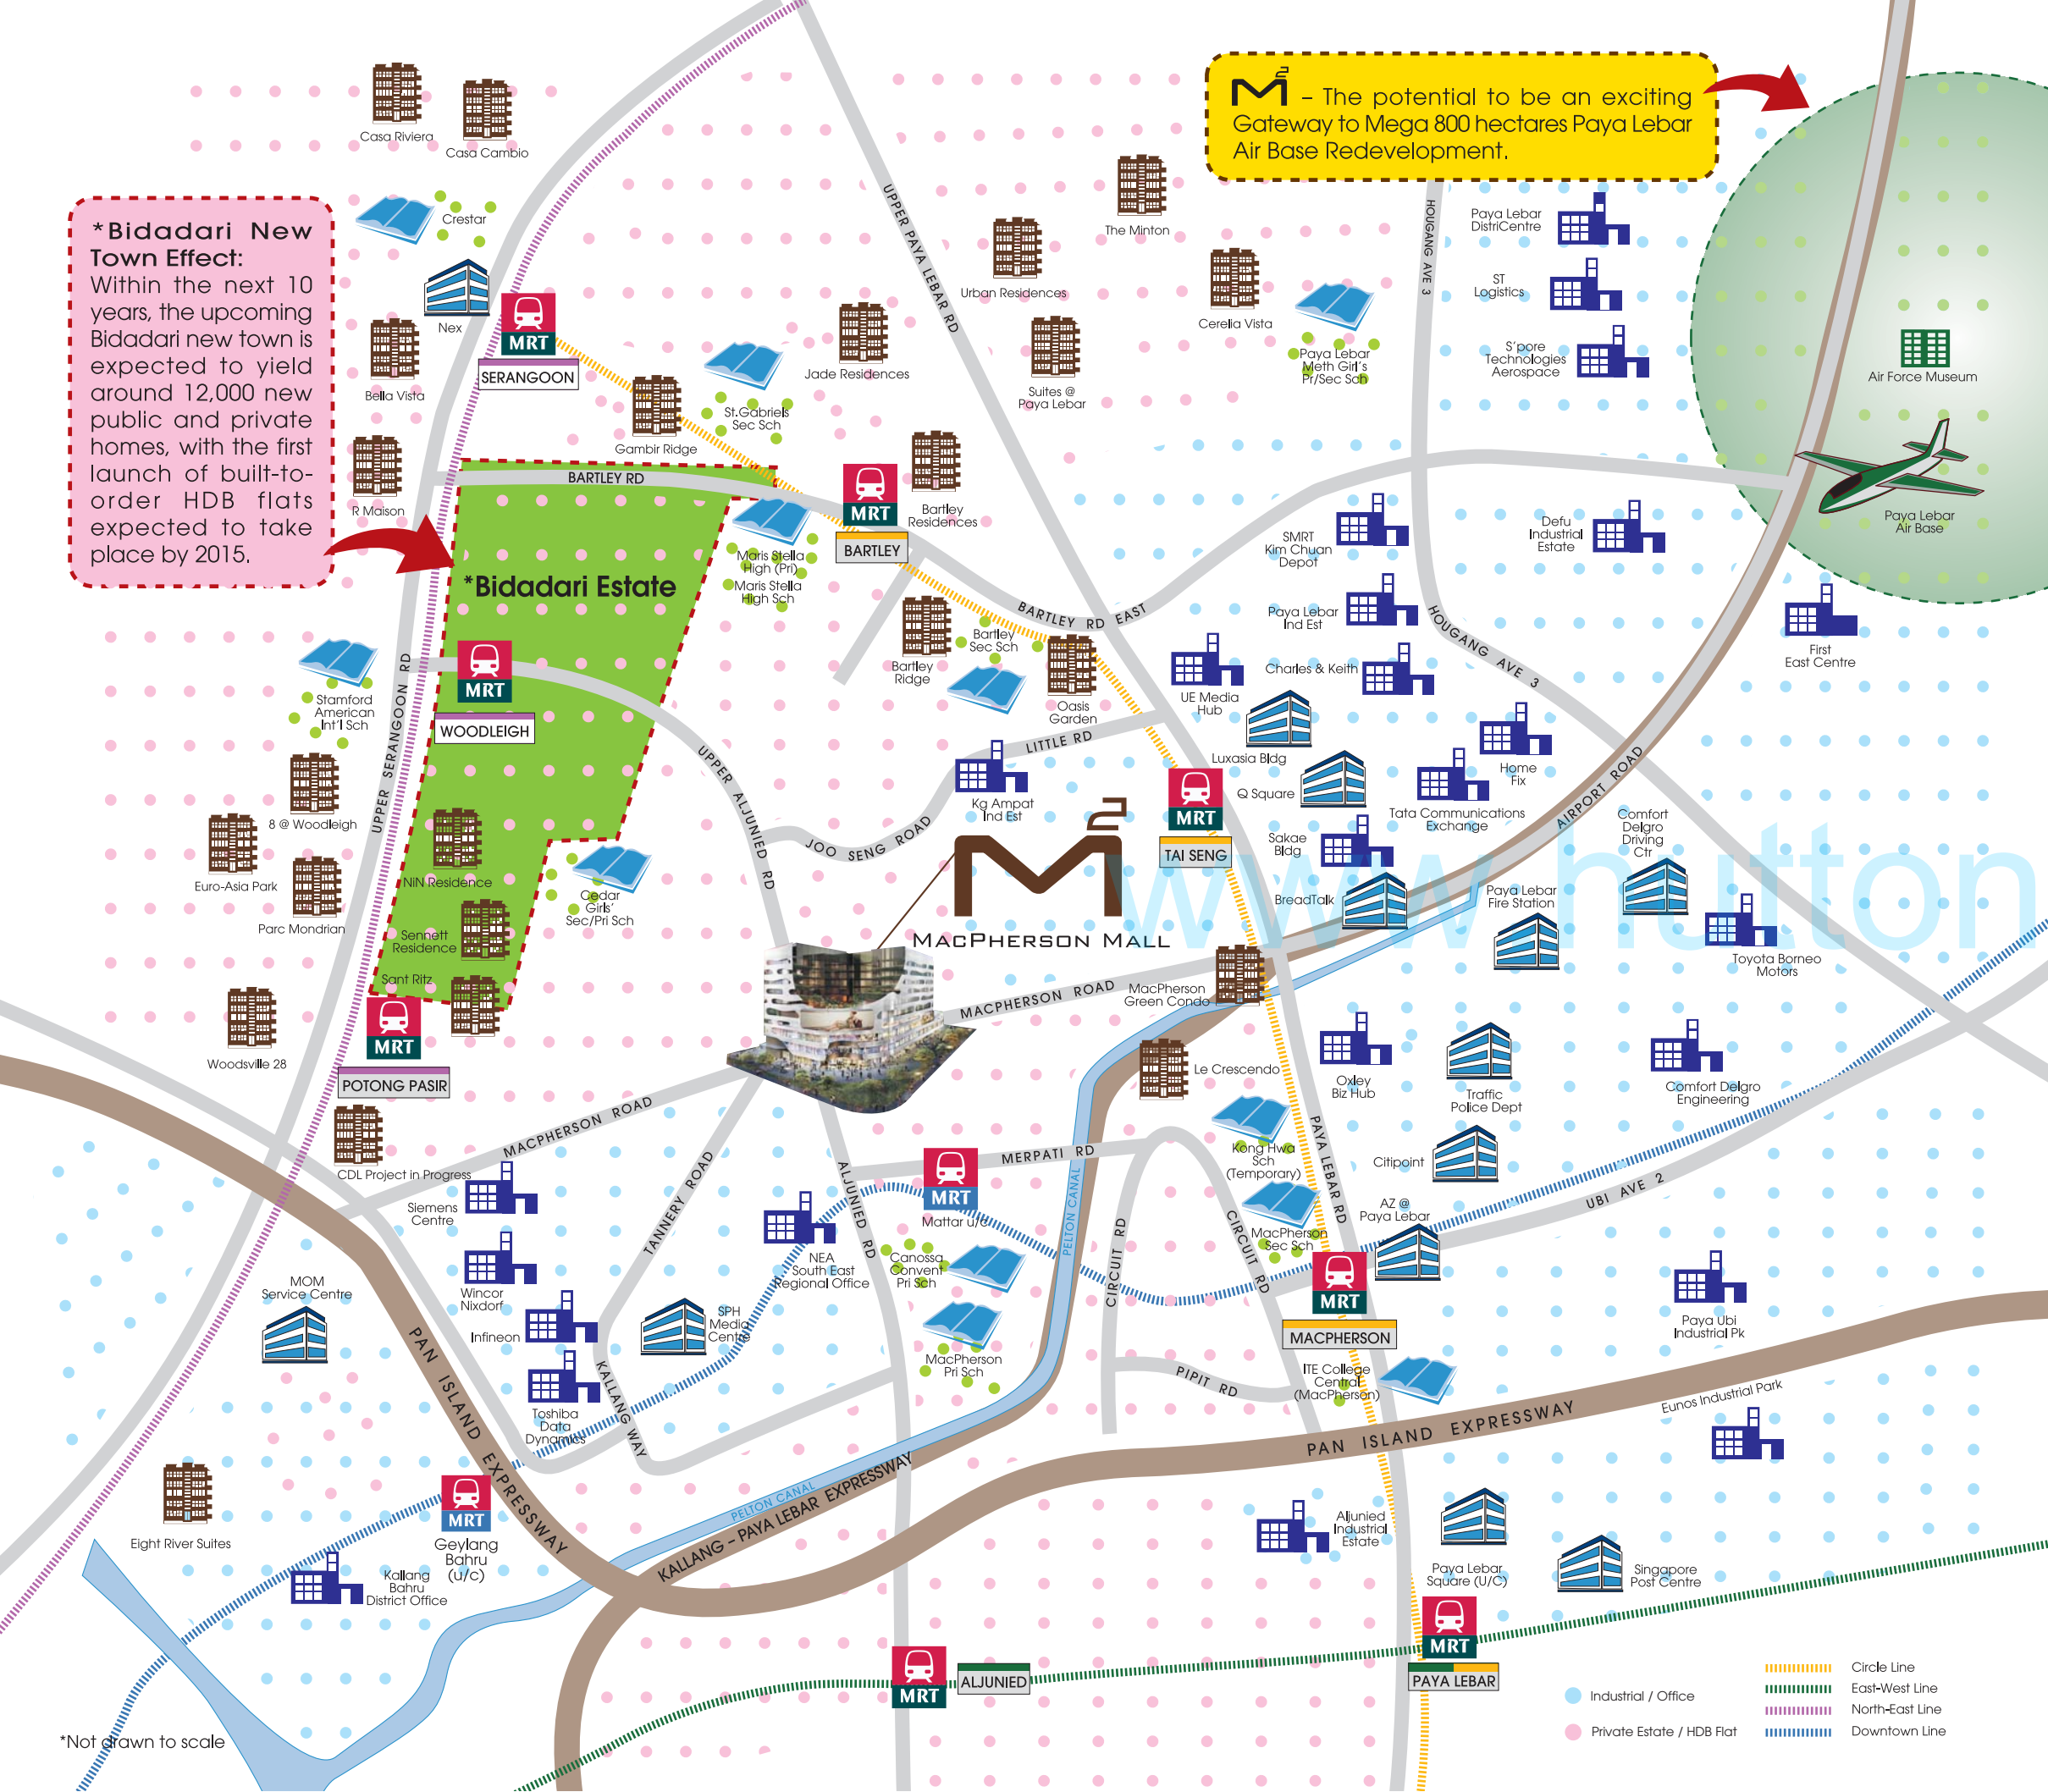 M2 – The potential to be an exciting
Gateway to Mega 800 hectares Paya Lebar
Air Base Redevelopment.
*Bidadari New
Town Effect:
Within the next 10
years, the upcoming
Bidadari new town is
expected to yield
around 12,000 new
public and private
homes, with the first
launch of built-to-
order HDB flats
expected to take
place by 2015.
Casa Riviera
Casa Cambio
Crestar
Nex
MRT
SERANGOON
Bella Vista
R Maison
Gambir Ridge
St.Gabriels
Sec Sch
Jade Residences
UPPER PAYA LEBAR RD
The Minton
Urban Residences
Suites @
Paya Lebar
Cerelia Vista
Paya Lebar
Meth Girl's
Pr/Sec Sch
HOUGANG AVE 3
Paya Lebar
DistriCentre
ST
Logistics
S'pore
Technologies
Aerospace
Air Force Museum
Paya Lebar
Air Base
BARTLEY RD
Maris Stella
High (Pri)
Maris Stella
High Sch
MRT
BARTLEY
Bartley
Residences
*Bidadari Estate
BARTLEY RD EAST
SMRT
Kim Chuan
Depot
Defu
Industrial
Estate
Paya Lebar
Ind Est
HOUGANG AVE 3
First
East Centre
Stamford
American
Int'l Sch
UPPER SERANGOON RD
MRT
WOODLEIGH
Bartley
Ridge
Bartley
Sec Sch
Oasis
Garden
UE Media
Hub
Charles & Keith
Luxasia Bldg
Home
Fix
LITTLE RD
UPPER ALJUNIED RD
8 @ Woodleigh
Kg Ampat
Ind Est
JOO SENG ROAD
MRT
TAI SENG
Q Square
Tata Communications
Exchange
AIRPORT ROAD
Comfort
Delgro
Driving
Ctr
Sakae
Bldg
www.hutton
Euro-Asia Park
NiN Residence
Parc Mondrian
Cedar
Girls'
Sec/Pri Sch
M2
MACPHERSON MALL
BreadTalk
Paya Lebar
Fire Station
Toyota Borneo
Motors
Sennett
Residence
Sant Ritz
MACPHERSON ROAD
MacPherson
Green Condo
Woodsville 28
MRT
POTONG PASIR
Le Crescendo
Oxley
Biz Hub
Traffic
Police Dept
Comfort Delgro
Engineering
MACPHERSON ROAD
CDL Project in Progress
Siemens
Centre
TANNERY ROAD
ALJUNIED RD
MRT
Mattar u/c
MERPATI RD
PELTON CANAL
Kong Hwa
Sch
(Temporary)
PAYA LEBAR RD
Citipoint
AZ @
Paya Lebar
UBI AVE 2
MacPherson
Sec Sch
CIRCUIT RD
CIRCUIT RD
NEA
South East
Regional Office
Canossa
Convent
Pri Sch
Wincor
Nixdorf
MOM
Service Centre
Infineon
SPH
Media
Centre
MacPherson
Pri Sch
MRT
MACPHERSON
Paya Ubi
Industrial Pk
PAN ISLAND EXPRESSWAY
KALLANG WAY
Toshiba
Data
Dynamics
PIPIT RD
ITE College
Central
(MacPherson)
PAN ISLAND EXPRESSWAY
Eunos Industrial Park
Eight River Suites
MRT
Geylang
Bahru
(u/c)
Kallang
Bahru
District Office
PELTON CANAL
KALLANG – PAYA LEBAR EXPRESSWAY
Aljunied
Industrial
Estate
Paya Lebar
Square (U/C)
Singapore
Post Centre
MRT
ALJUNIED
MRT
PAYA LEBAR
*Not drawn to scale
Industrial / Office
Private Estate / HDB Flat
Circle Line
East-West Line
North-East Line
Downtown Line